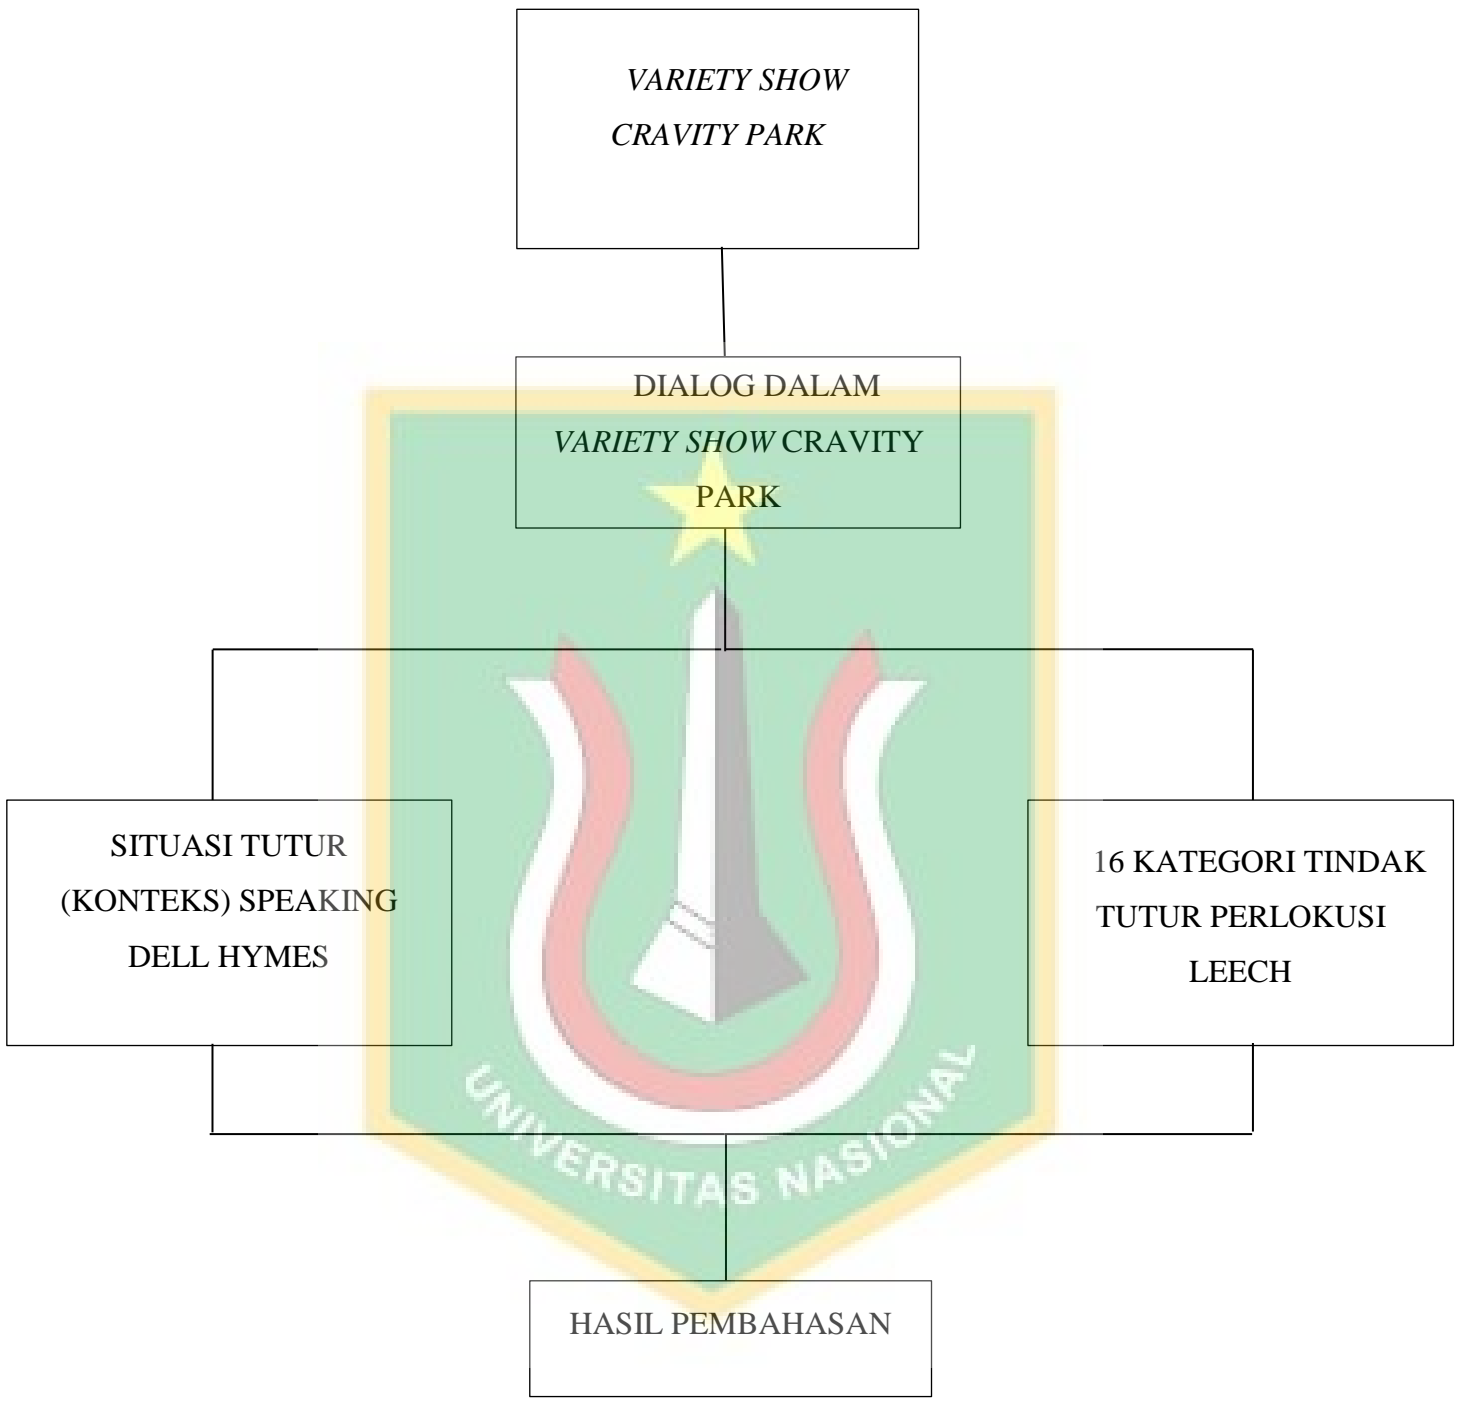 VARIETY SHOW
CRAVITY PARK
DIALOG DALAM
VARIETY SHOW CRAVITY
PARK
SITUASI TUTUR
(KONTEKS) SPEAKING
DELL HYMES
16 KATEGORI TINDAK
TUTUR PERLOKUSI
LEECH
UNIVERSITAS NASIONAL
HASIL PEMBAHASAN